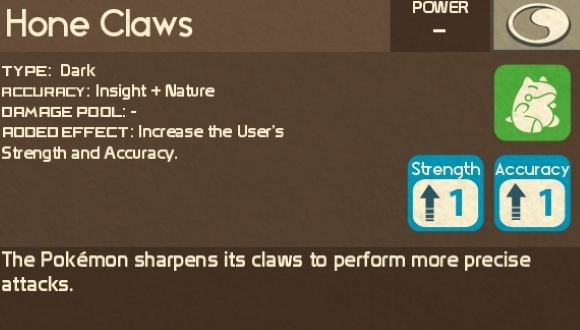 Hone Claws
POWER
–
TYPE: Dark
ACCURACY: Insight + Nature
DAMAGE POOL: -
ADDED EFFECT: Increase the User's
Strength and Accuracy.
Strength
1
Accuracy
1
The Pokémon sharpens its claws to perform more precise
attacks.